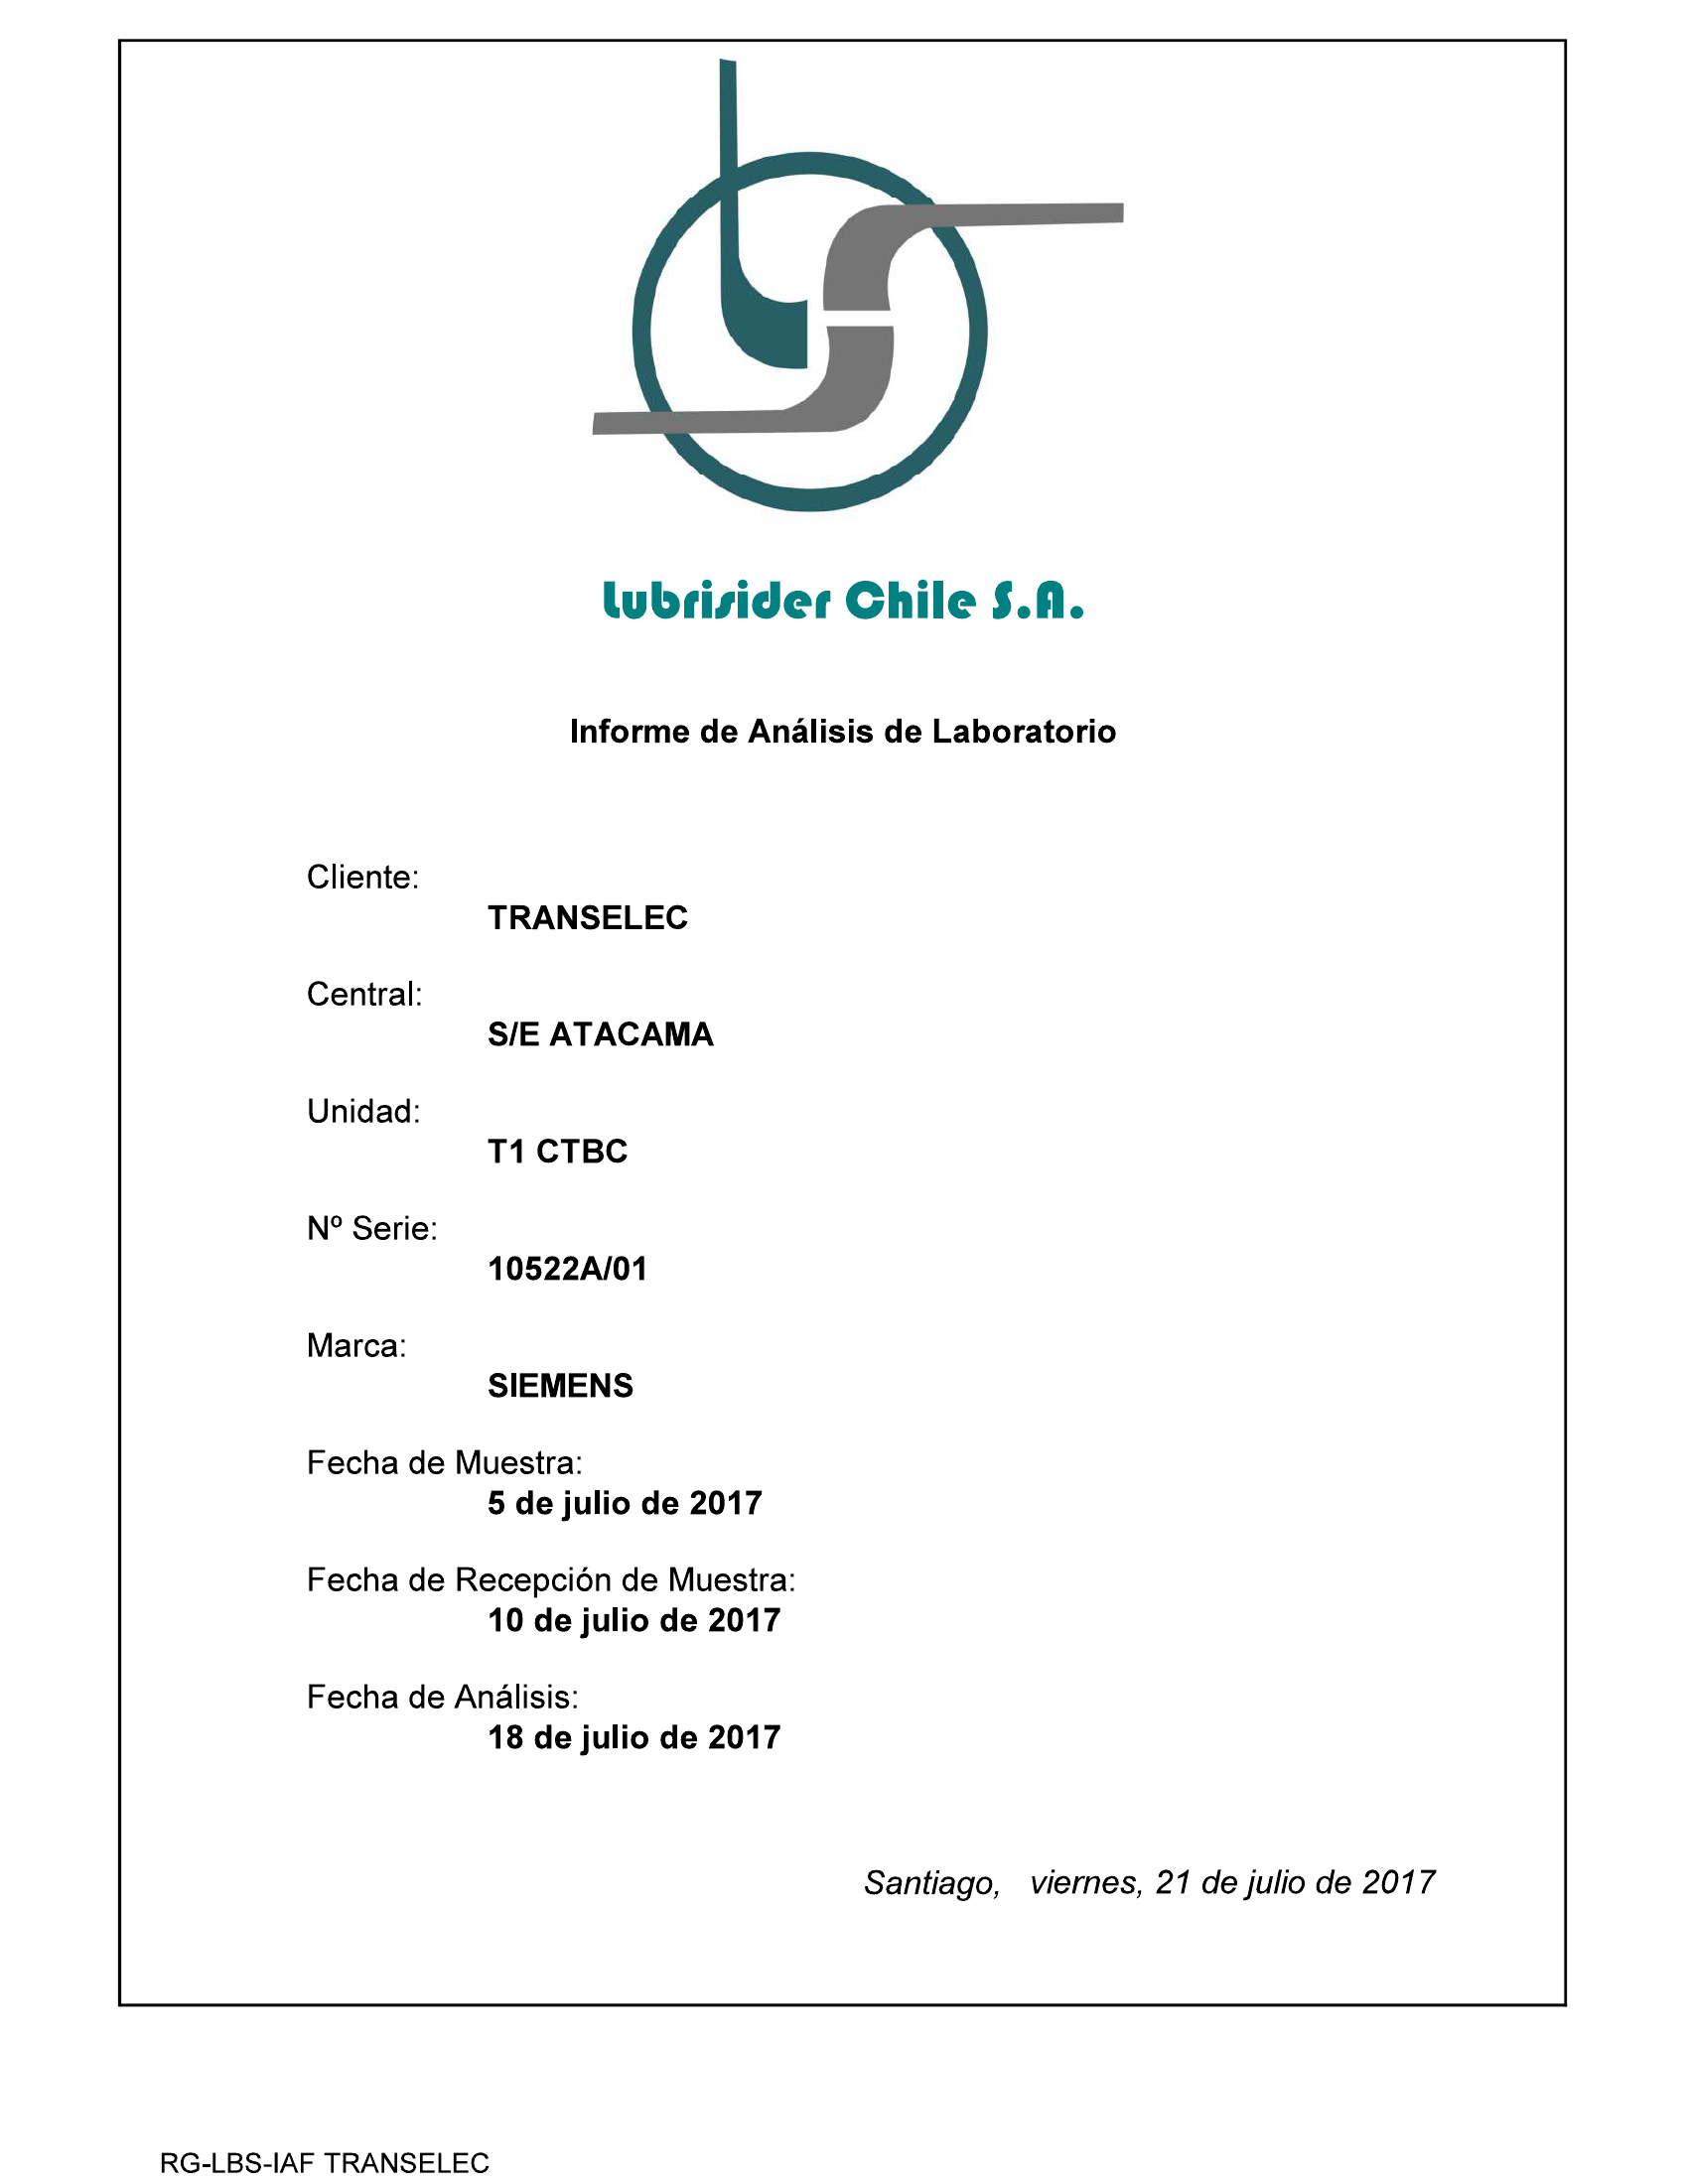 Lubrisider Chile S.A.
Informe de Análisis de Laboratorio
Cliente:
TRANSELEC
Central:
S/E ATACAMA
Unidad:
T1 CTBC
Nº Serie:
10522A/01
Marca:
SIEMENS
Fecha de Muestra:
5 de julio de 2017
Fecha de Recepción de Muestra:
10 de julio de 2017
Fecha de Análisis:
18 de julio de 2017
Santiago, viernes, 21 de julio de 2017
RG-LBS-IAF TRANSELEC